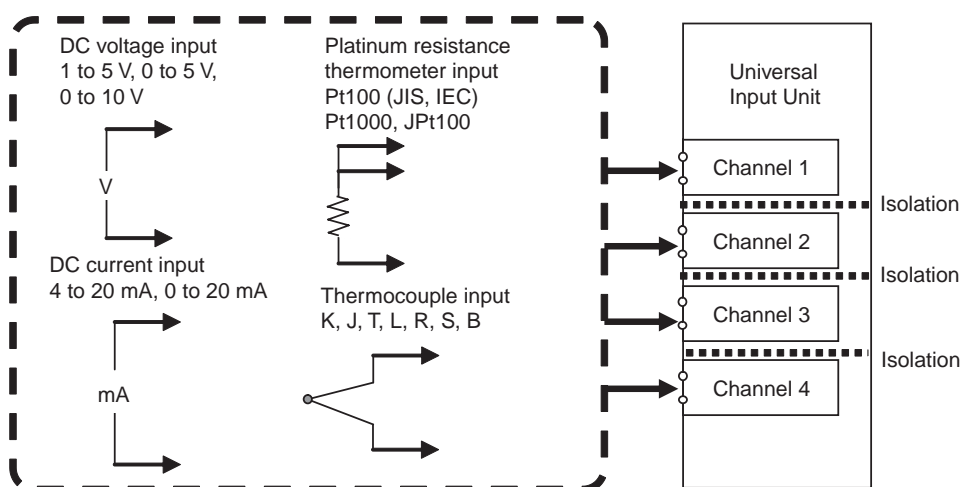 DC voltage input
1 to 5 V, 0 to 5 V,
0 to 10 V
V
DC current input
4 to 20 mA, 0 to 20 mA
mA
Platinum resistance
thermometer input
Pt100 (JIS, IEC)
Pt1000, JPt100
Thermocouple input
K, J, T, L, R, S, B
Universal
Input Unit
Channel 1
Isolation
Channel 2
Isolation
Channel 3
Isolation
Channel 4